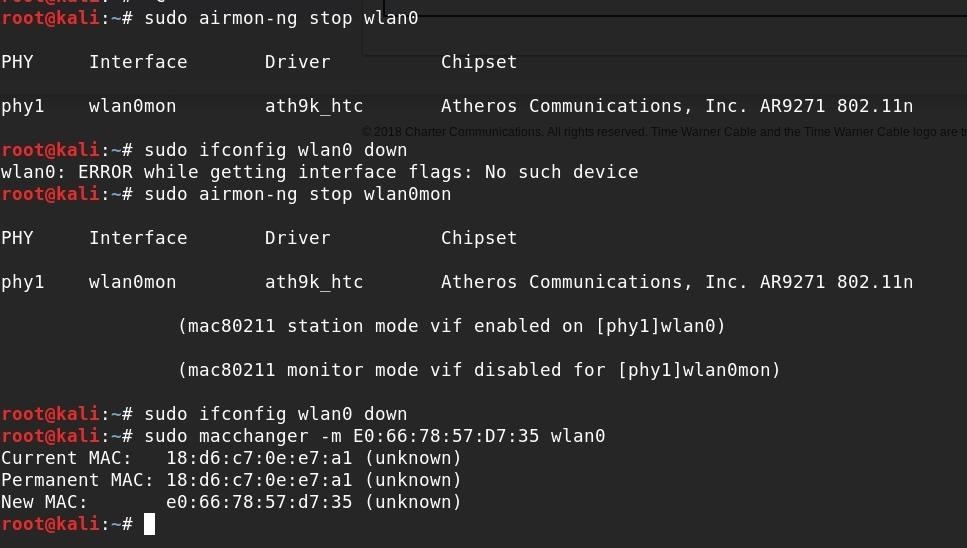 root@kali:~# sudo airmon-ng stop wlan0
PHY Interface Driver Chipset
phy1 wlan0mon ath9k_htc Atheros Communications, Inc. AR9271 802.11n
© 2018 Charter Communications. All rights reserved. Time Warner Cable and the Time Warner Cable logo are
root@kali:~# sudo ifconfig wlan0 down
wlan0: ERROR while getting interface flags: No such device
root@kali:~# sudo airmon-ng stop wlan0mon
PHY Interface Driver Chipset
phy1 wlan0mon ath9k_htc Atheros Communications, Inc. AR9271 802.11n
(mac80211 station mode vif enabled on [phy1]wlan0)
(mac80211 monitor mode vif disabled for [phy1]wlan0mon)
root@kali:~# sudo ifconfig wlan0 down
root@kali:~# sudo macchanger -m E0:66:78:57:D7:35 wlan0
Current MAC: 18:d6:c7:0e:e7:a1 (unknown)
Permanent MAC: 18:d6:c7:0e:e7:a1 (unknown)
New MAC: e0:66:78:57:d7:35 (unknown)
root@kali:~#